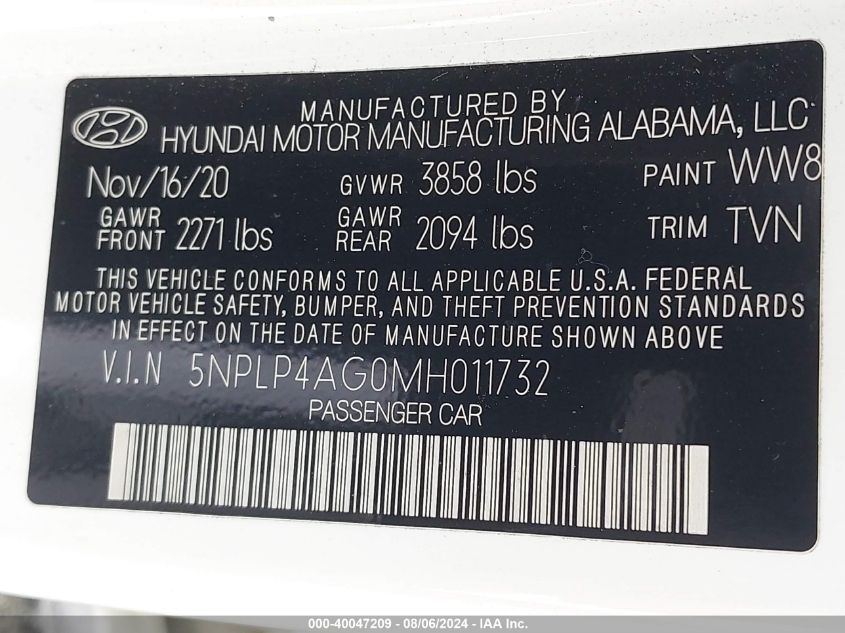 MANUFACTURED BY
HYUNDAI MOTOR MANUFACTURING ALABAMA, LLC
Nov/16/20 GVWR 3858 lbs PAINT WW8
GAWR FRONT 2271 lbs GAWR REAR 2094 lbs TRIM TVN
THIS VEHICLE CONFORMS TO ALL APPLICABLE U.S.A. FEDERAL
MOTOR VEHICLE SAFETY, BUMPER, AND THEFT PREVENTION STANDARDS
IN EFFECT ON THE DATE OF MANUFACTURE SHOWN ABOVE
V.I.N 5NPLP4AG0MH011732
PASSENGER CAR
000-40047209 - 08/06/2024 - IAA Inc.